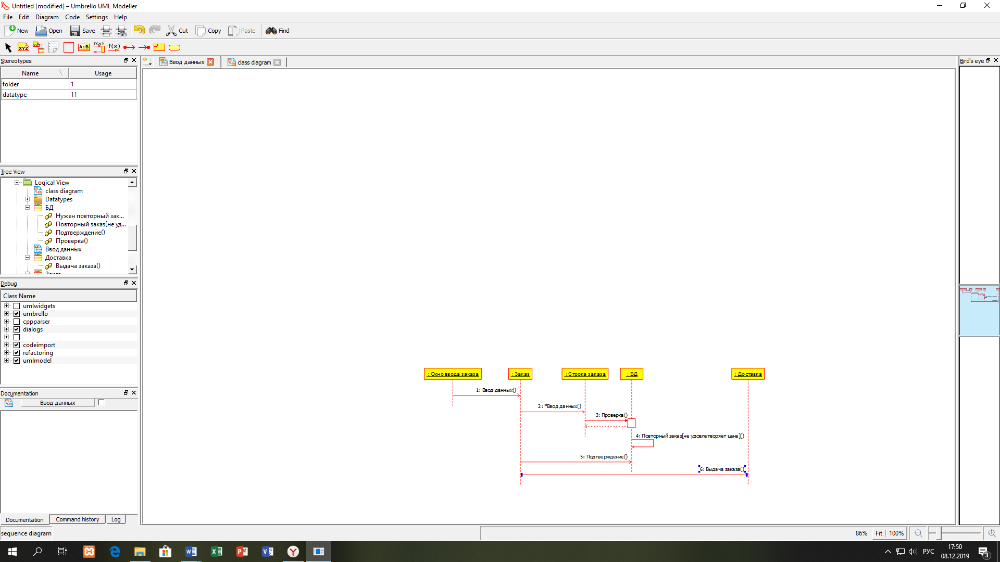 Untitled [modified] – Umbrello UML Modeller
File Edit Diagram Code Settings Help
New Open Save Cut Copy Paste Find
XYZ XYZ A:B f(x) f(x)
Stereotypes
Name Usage
folder 1
datatype 11
Tree View
Logical View
class diagram
Datatypes
БД
Нужен повторный зак...
Повторный заказ[не уд...
Подтверждение()
Проверка()
Ввод данных
Доставка
Выдача заказа()
Заказ
Debug
Class Name
umlwidgets
umbrello
cppparser
dialogs
codeimport
refactoring
umlmodel
Documentation
Ввод данных
Documentation Command history Log
sequence diagram
Ввод данных class diagram
: Окно ввода заказа : Заказ : Строка заказа : БД : Доставка
1: Ввод данных()
2: *Ввод данных()
3: Проверка()
4: Повторный заказ[не удовлетворяет цена]()
5: Подтверждение()
6: Выдача заказа()
Bird's eye
86% Fit 100%
РУС
17:50
08.12.2019
3